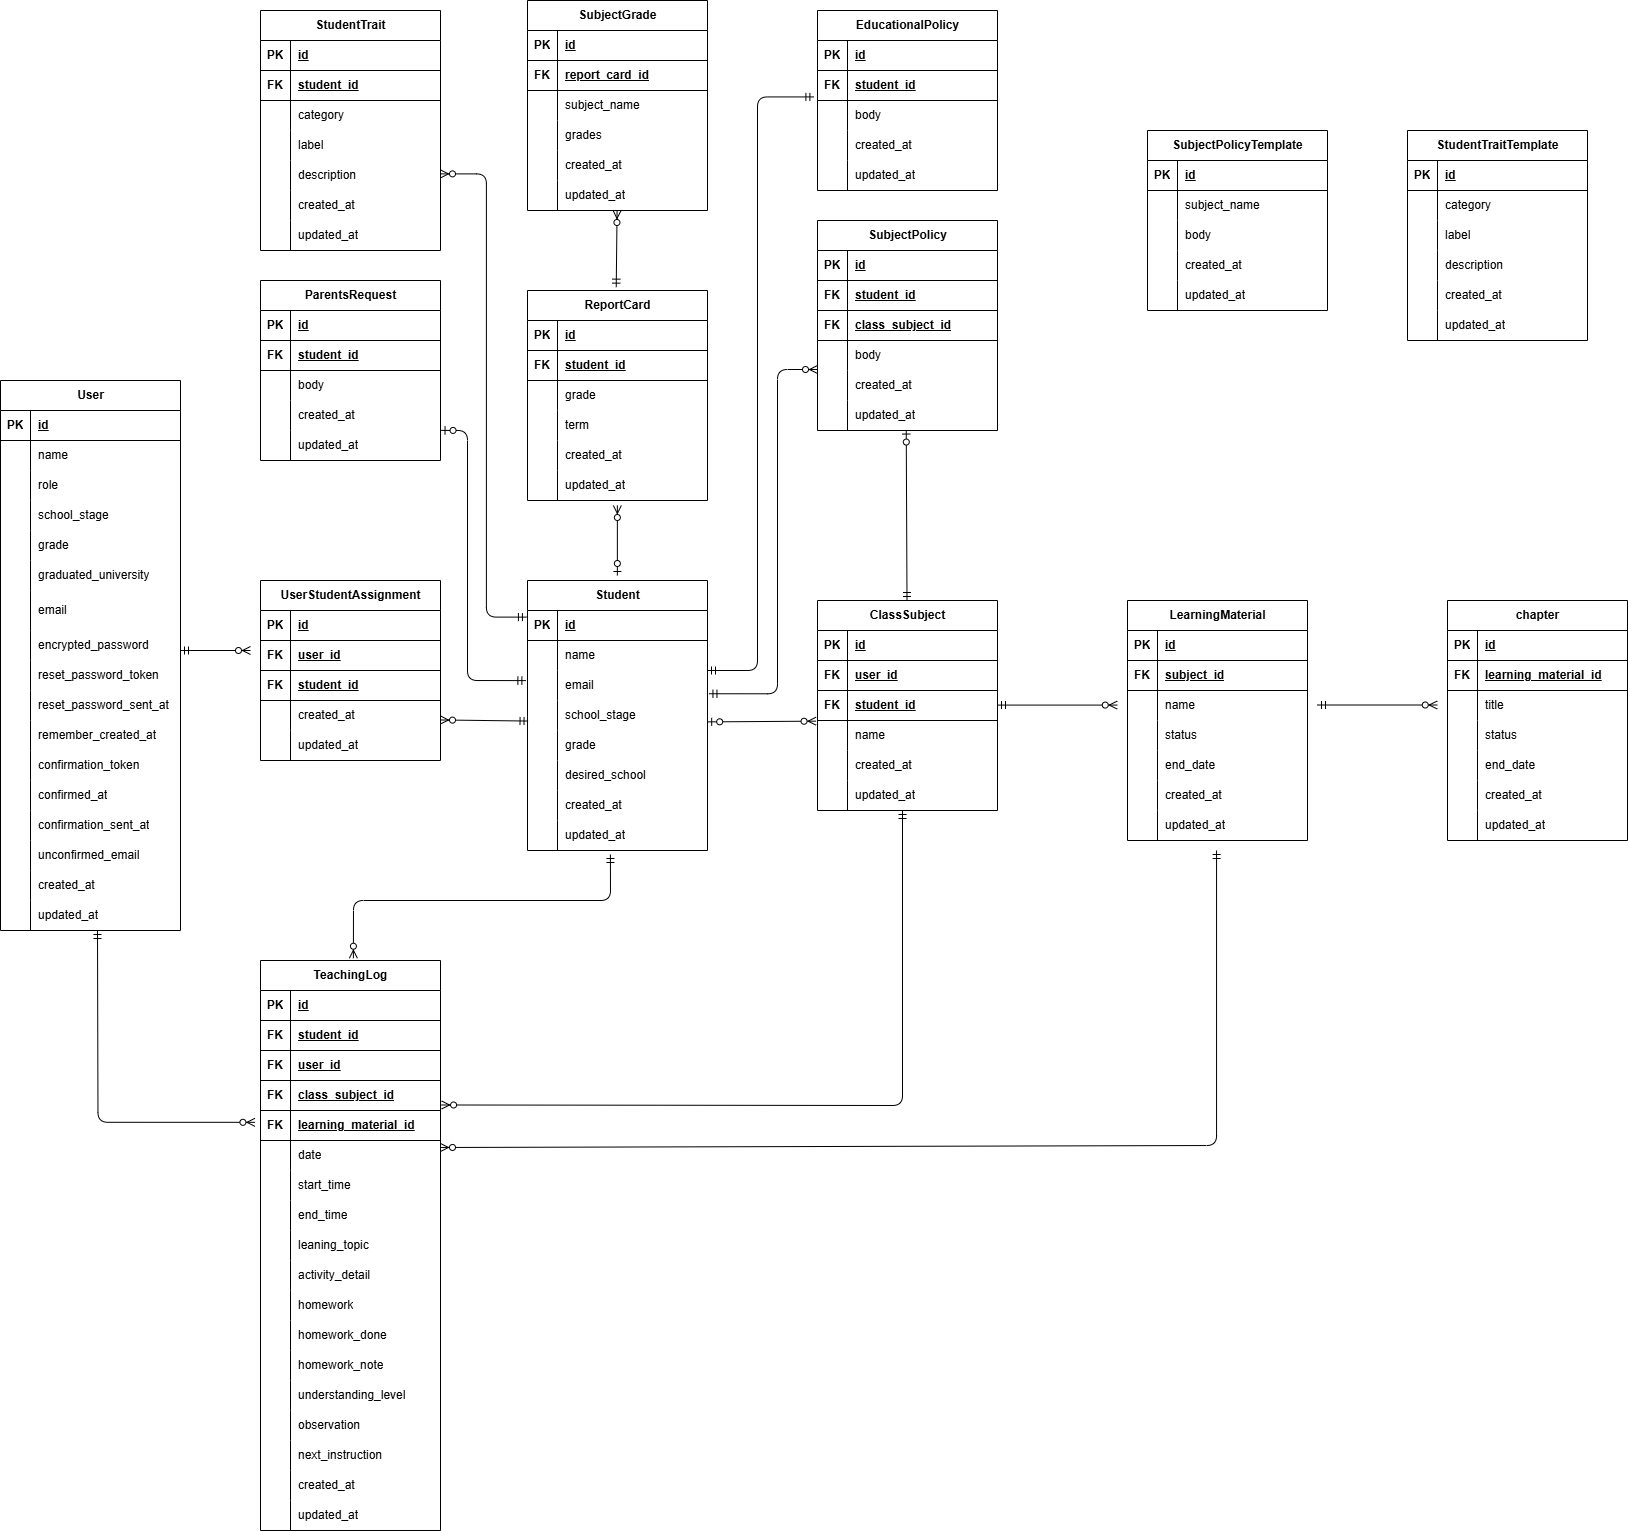 StudentTrait
PK id
FK student_id
category
label
description
created_at
updated_at
SubjectGrade
PK id
FK report_card_id
subject_name
grades
created_at
updated_at
EducationalPolicy
PK id
FK student_id
body
created_at
updated_at
SubjectPolicyTemplate
PK id
subject_name
body
created_at
updated_at
StudentTraitTemplate
PK id
category
label
description
created_at
updated_at
ParentsRequest
PK id
FK student_id
body
created_at
updated_at
ReportCard
PK id
FK student_id
grade
term
created_at
updated_at
SubjectPolicy
PK id
FK student_id
FK class_subject_id
body
created_at
updated_at
User
PK id
name
role
school_stage
grade
graduated_university
email
encrypted_password
reset_password_token
reset_password_sent_at
remember_created_at
confirmation_token
confirmed_at
confirmation_sent_at
unconfirmed_email
created_at
updated_at
UserStudentAssignment
PK id
FK user_id
FK student_id
created_at
updated_at
Student
PK id
name
email
school_stage
grade
desired_school
created_at
updated_at
ClassSubject
PK id
FK user_id
FK student_id
name
created_at
updated_at
LearningMaterial
PK id
FK subject_id
name
status
end_date
created_at
updated_at
chapter
PK id
FK learning_material_id
title
status
end_date
created_at
updated_at
TeachingLog
PK id
FK student_id
FK user_id
FK class_subject_id
FK learning_material_id
date
start_time
end_time
leaning_topic
activity_detail
homework
homework_done
homework_note
understanding_level
observation
next_instruction
created_at
updated_at